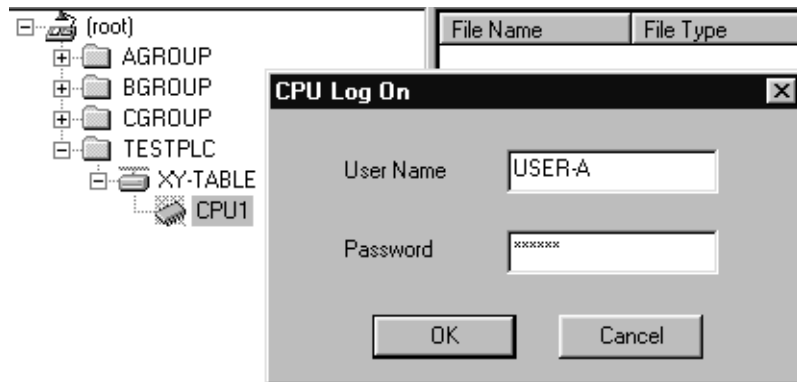 (root)
AGROUP
BGROUP
CGROUP
TESTPLC
XY-TABLE
CPU1
File Name File Type
CPU Log On
User Name USER-A
Password ******
OK Cancel